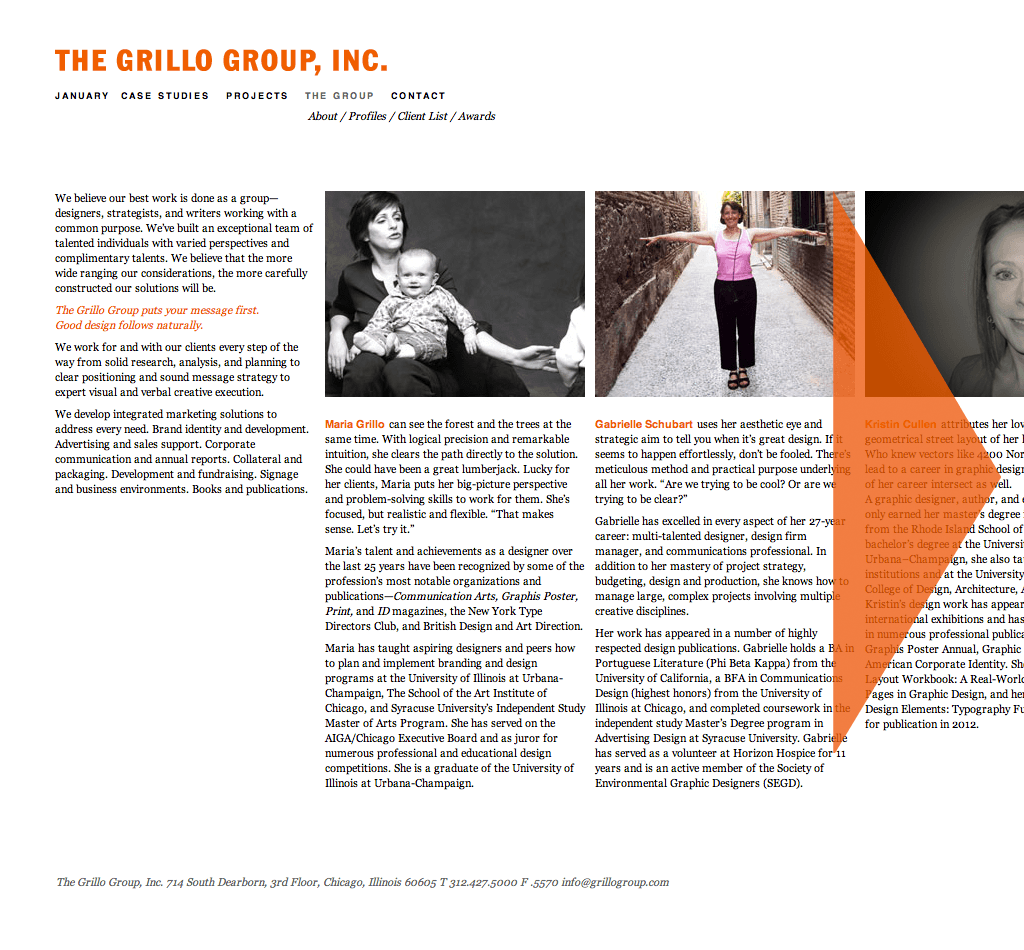 THE GRILLO GROUP, INC.
JANUARY CASE STUDIES PROJECTS THE GROUP CONTACT
About / Profiles / Client List / Awards
We believe our best work is done as a group—
designers, strategists, and writers working with a
common purpose. We've built an exceptional team of
talented individuals with varied perspectives and
complimentary talents. We believe that the more
wide ranging our considerations, the more carefully
constructed our solutions will be.
The Grillo Group puts your message first.
Good design follows naturally.
We work for and with our clients every step of the
way from solid research, analysis, and planning to
clear positioning and sound message strategy to
expert visual and verbal creative execution.
We develop integrated marketing solutions to
address every need. Brand identity and development.
Advertising and sales support. Corporate
communication and annual reports. Collateral and
packaging. Development and fundraising. Signage
and business environments. Books and publications.
Maria Grillo can see the forest and the trees at the
same time. With logical precision and remarkable
intuition, she clears the path directly to the solution.
She could have been a great lumberjack. Lucky for
her clients, Maria puts her big-picture perspective
and problem-solving skills to work for them. She's
focused, but realistic and flexible. “That makes
sense. Let's try it.”
Maria's talent and achievements as a designer over
the last 25 years have been recognized by some of the
profession's most notable organizations and
publications—Communication Arts, Graphis Poster,
Print, and ID magazines, the New York Type
Directors Club, and British Design and Art Direction.
Maria has taught aspiring designers and peers how
to plan and implement branding and design
programs at the University of Illinois at Urbana-
Champaign, The School of the Art Institute of
Chicago, and Syracuse University's Independent Study
Master of Arts Program. She has served on the
AIGA/Chicago Executive Board and as juror for
numerous professional and educational design
competitions. She is a graduate of the University of
Illinois at Urbana-Champaign.
Gabrielle Schubart uses her aesthetic eye and
strategic aim to tell you when it's great design. If it
seems to happen effortlessly, don't be fooled. There's
meticulous method and practical purpose underlying
all her work. “Are we trying to be cool? Or are we
trying to be clear?”
Gabrielle has excelled in every aspect of her 27-year
career: multi-talented designer, design firm
manager, and communications professional. In
addition to her mastery of project strategy,
budgeting, design and production, she knows how to
manage large, complex projects involving multiple
creative disciplines.
Her work has appeared in a number of highly
respected design publications. Gabrielle holds a BA in
Portuguese Literature (Phi Beta Kappa) from the
University of California, a BFA in Communications
Design (highest honors) from the University of
Illinois at Chicago, and completed coursework in the
independent study Master's Degree program in
Advertising Design at Syracuse University. Gabrielle
has served as a volunteer at Horizon Hospice for 11
years and is an active member of the Society of
Environmental Graphic Designers (SEGD).
Kristin Cullen attributes her lov
geometrical street layout of her
Who knew vectors like 4200 Nor
lead to a career in graphic design
of her career intersect as well.
A graphic designer, author, and e
only earned her master's degree
from the Rhode Island School of
bachelor's degree at the Universi
Urbana–Champaign, she also ta
institutions and at the University
College of Design, Architecture, A
Kristin's design work has appear
international exhibitions and has
in numerous professional publica
Graphis Poster Annual, Graphic
American Corporate Identity. She
Layout Workbook: A Real-World
Pages in Graphic Design, and her
Design Elements: Typography Fu
for publication in 2012.
The Grillo Group, Inc. 714 South Dearborn, 3rd Floor, Chicago, Illinois 60605 T 312.427.5000 F .5570 info@grillogroup.com